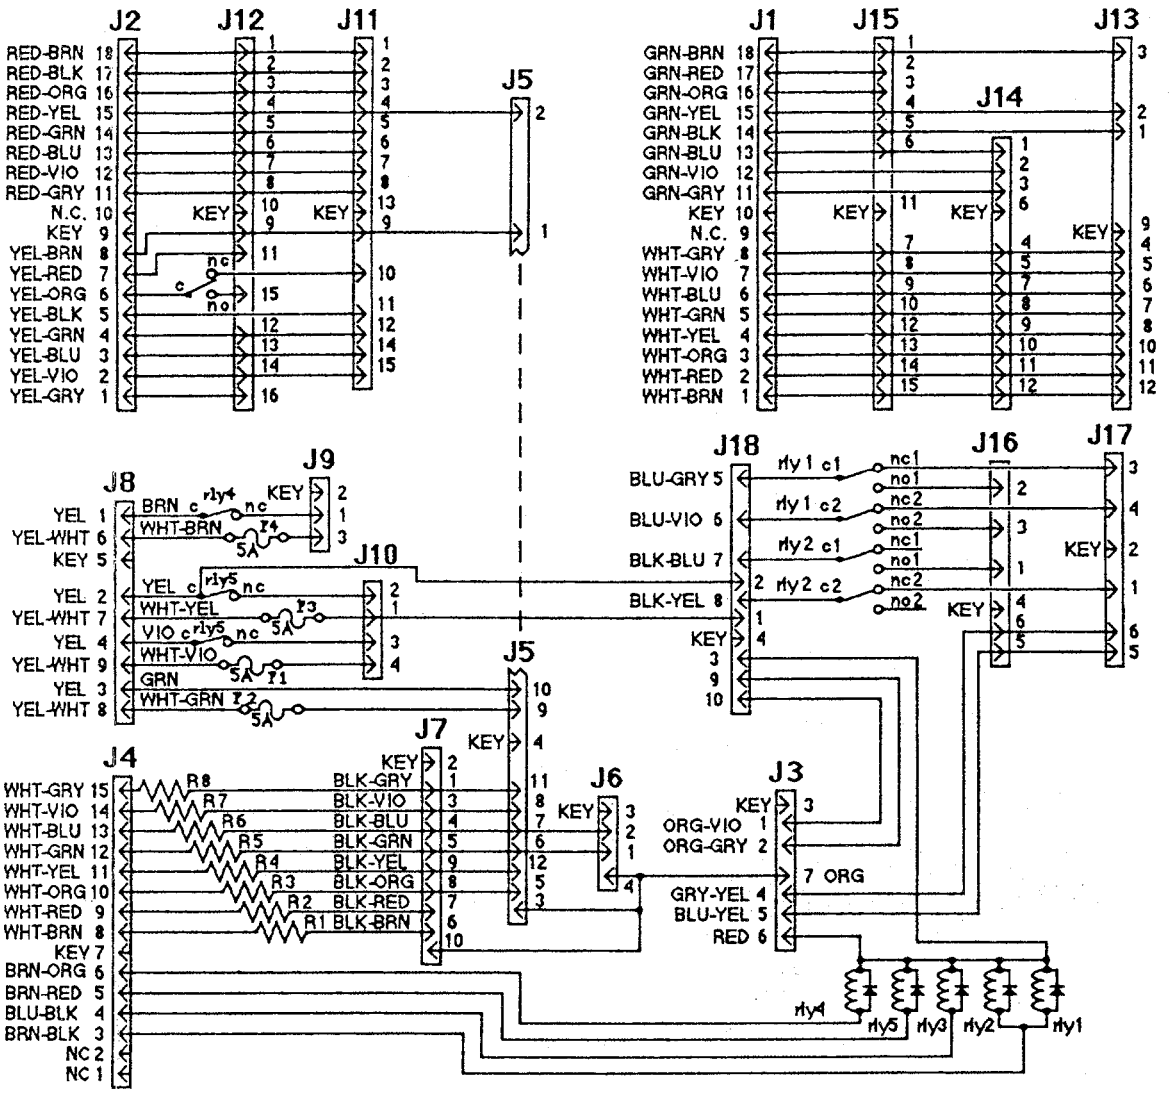 J2 J12 J11
RED-BRN 18 1 1
RED-BLK 17 2 2
RED-ORG 16 3 3
RED-YEL 15 4 4
RED-GRN 14 5 5
RED-BLU 13 6 6
RED-VIO 12 7 7
RED-GRY 11 8 8
N.C. 10 KEY 10 KEY 13
KEY 9 9 9
YEL-BRN 8 11
YEL-RED 7 nc 10
YEL-ORG 6 c no 15
YEL-BLK 5 11
YEL-GRN 4 12 12
YEL-BLU 3 13 14
YEL-VIO 2 14 15
YEL-GRY 1 16
J5
2
1
J1 J15 J13
GRN-BRN 18 1 3
GRN-RED 17 2
GRN-ORG 16 3
J14
GRN-YEL 15 4 2
GRN-BLK 14 5 1
GRN-BLU 13 6 1
GRN-VIO 12 2
GRN-GRY 11 3
KEY 10 KEY 11 KEY 6
N.C. 9 KEY 9
WHT-GRY 8 7 4 4
WHT-VIO 7 8 5 5
WHT-BLU 6 9 7 6
WHT-GRN 5 10 8 7
WHT-YEL 4 12 9 8
WHT-ORG 3 13 10 10
WHT-RED 2 14 11 11
WHT-BRN 1 15 12 12
J8 J9
KEY 2
YEL 1 BRN c rly4 nc 1
YEL-WHT 6 WHT-BRN 5A F4 3
KEY 5
J10
YEL 2 YEL c rly5 nc 2
YEL-WHT 7 WHT-YEL 5A F3 1
YEL 4 VIO c rly5 nc 3
YEL-WHT 9 WHT-VIO 5A F1 4
YEL 3 GRN
YEL-WHT 8 WHT-GRN 5A F2
J5
10
9
KEY 4
11
8
7
6
12
5
3
J18 J16 J17
BLU-GRY 5 rly1 c1 nc1 3
no1 2
BLU-VIO 6 rly1 c2 nc2 4
no2 3
BLK-BLU 7 rly2 c1 nc1 KEY 2
no1 1
2
BLK-YEL 8 rly2 c2 nc2 1
no2 KEY 4
1
KEY 4 6 6
3 5 5
9
10
J4 J7
KEY 2
WHT-GRY 15 R8 BLK-GRY 1
WHT-VIO 14 R7 BLK-VIO 3
WHT-BLU 13 R6 BLK-BLU 4
WHT-GRN 12 R5 BLK-GRN 5
WHT-YEL 11 R4 BLK-YEL 9
WHT-ORG 10 R3 BLK-ORG 8
WHT-RED 9 R2 BLK-RED 7
WHT-BRN 8 R1 BLK-BRN 6
KEY 7 10
BRN-ORG 6
BRN-RED 5
BLU-BLK 4
BRN-BLK 3
NC 2
NC 1
J6
KEY 3
2
1
4
J3
KEY 3
ORG-VIO 1
ORG-GRY 2
7 ORG
GRY-YEL 4
BLU-YEL 5
RED 6
rly4 rly5 rly3 rly2 rly1